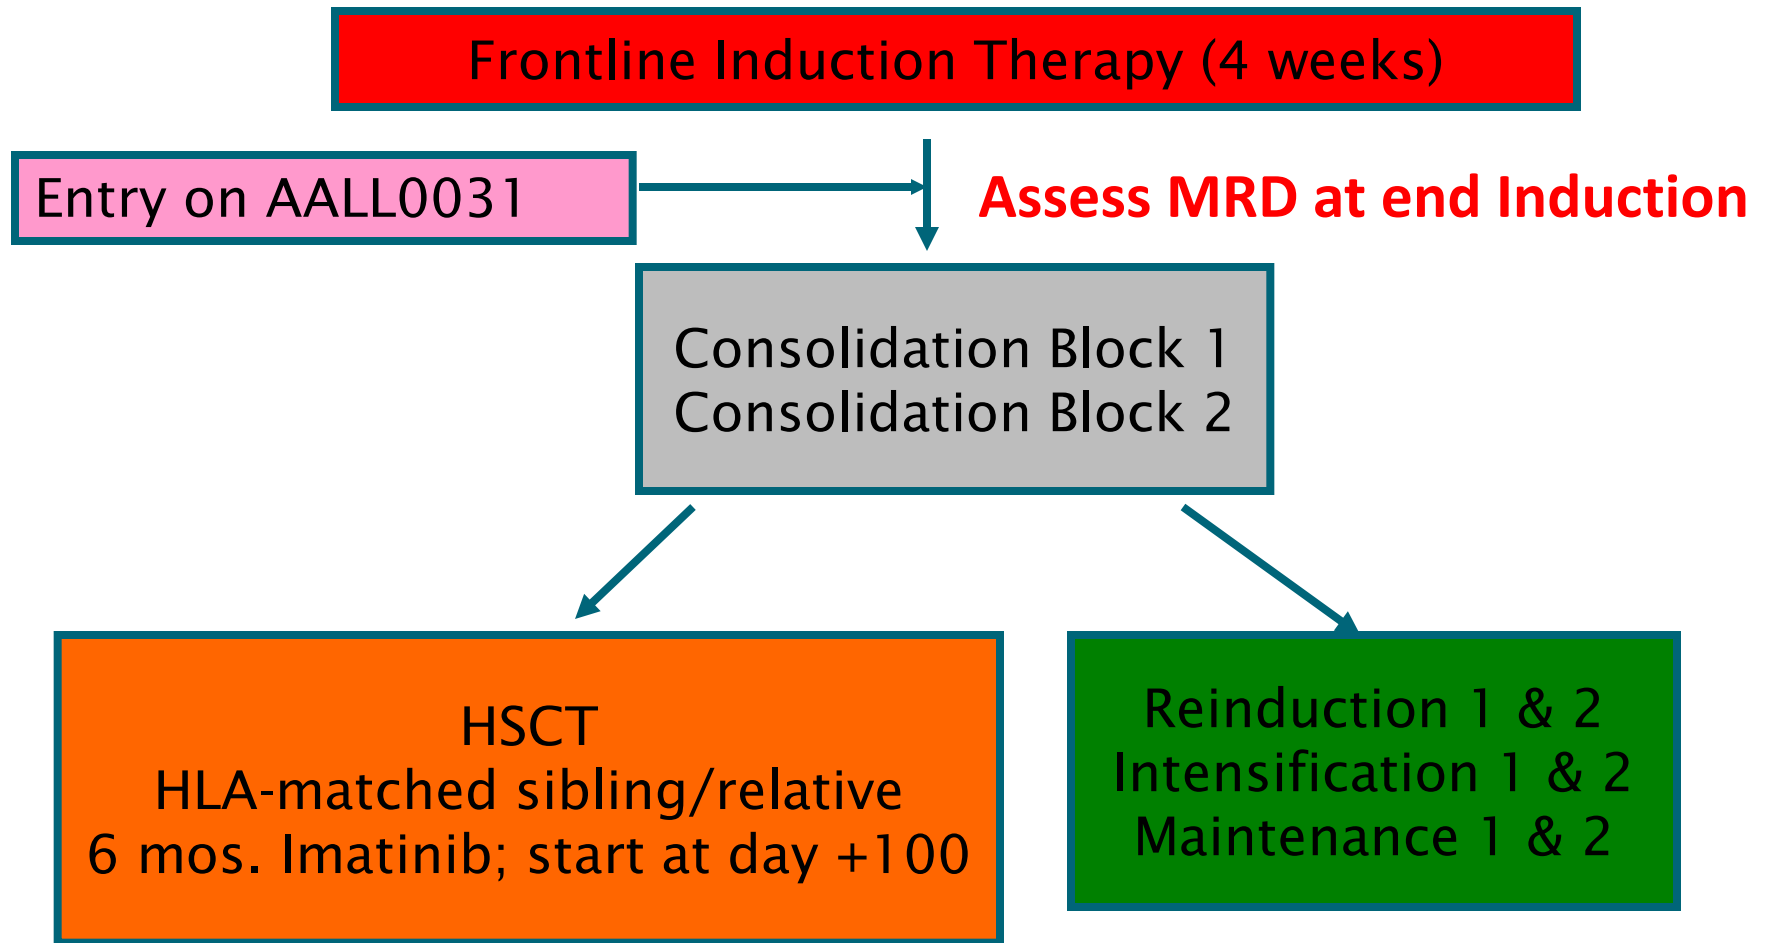 Frontline Induction Therapy (4 weeks)
Entry on AALL0031
Assess MRD at end Induction
Consolidation Block 1
Consolidation Block 2
HSCT
HLA-matched sibling/relative
6 mos. Imatinib; start at day +100
Reinduction 1 & 2
Intensification 1 & 2
Maintenance 1 & 2